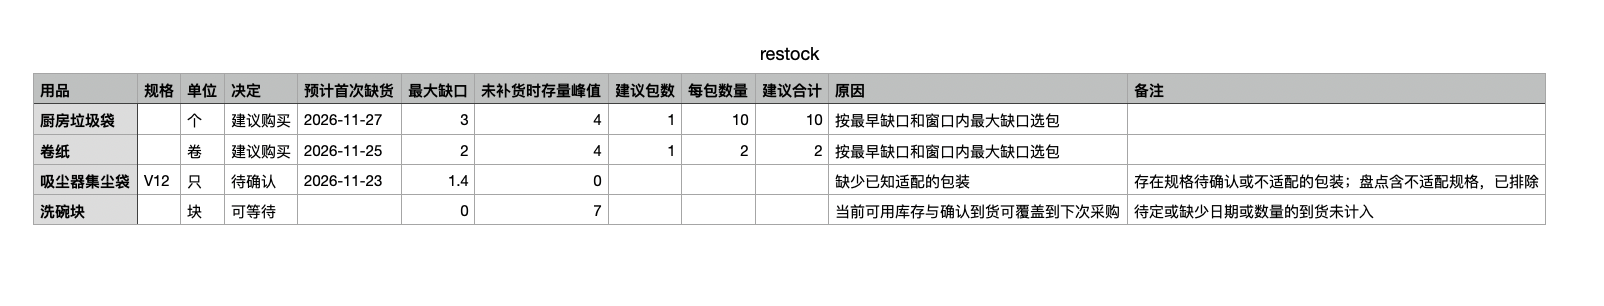 restock
用品 规格 单位 决定 预计首次缺货 最大缺口 未补货时存量峰值 建议包数 每包数量 建议合计 原因 备注
厨房垃圾袋 个 建议购买 2026-11-27 3 4 1 10 10 按最早缺口和窗口内最大缺口选包
卷纸 卷 建议购买 2026-11-25 2 4 1 2 2 按最早缺口和窗口内最大缺口选包
吸尘器集尘袋 V12 只 待确认 2026-11-23 1.4 0 缺少已知适配的包装 存在规格待确认或不适配的包装；盘点含不适配规格，已排除
洗碗块 块 可等待 0 7 当前可用库存与确认到货可覆盖到下次采购 待定或缺少日期或数量的到货未计入